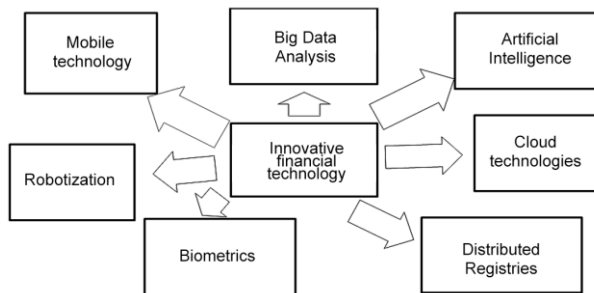 Mobile
technology
Big Data
Analysis
Artificial
Intelligence
Innovative
financial
technology
Cloud
technologies
Robotization
Biometrics
Distributed
Registries